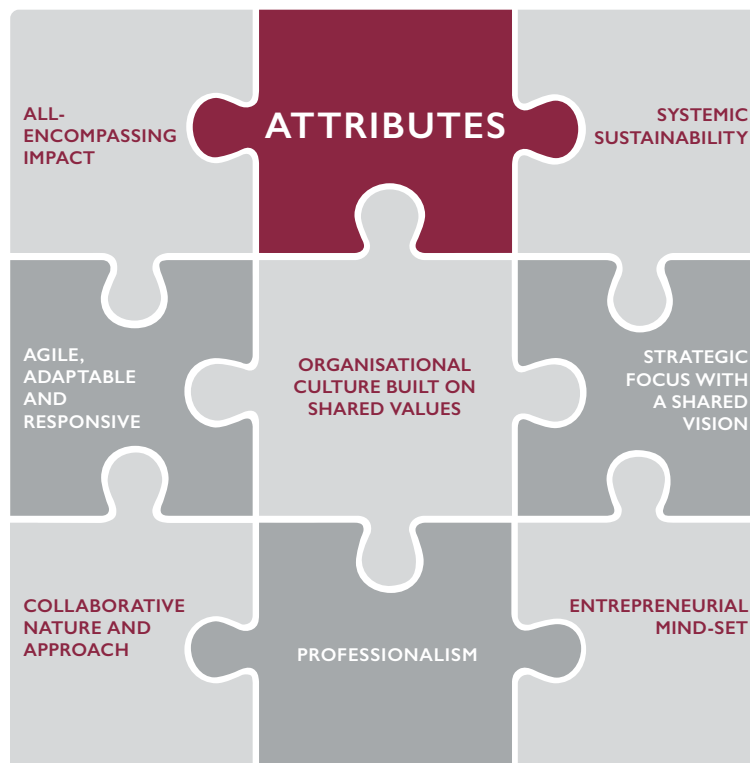 ALL-
ENCOMPASSING
IMPACT
ATTRIBUTES
SYSTEMIC
SUSTAINABILITY
AGILE,
ADAPTABLE
AND
RESPONSIVE
ORGANISATIONAL
CULTURE BUILT ON
SHARED VALUES
STRATEGIC
FOCUS WITH
A SHARED
VISION
COLLABORATIVE
NATURE AND
APPROACH
PROFESSIONALISM
ENTREPRENEURIAL
MIND-SET